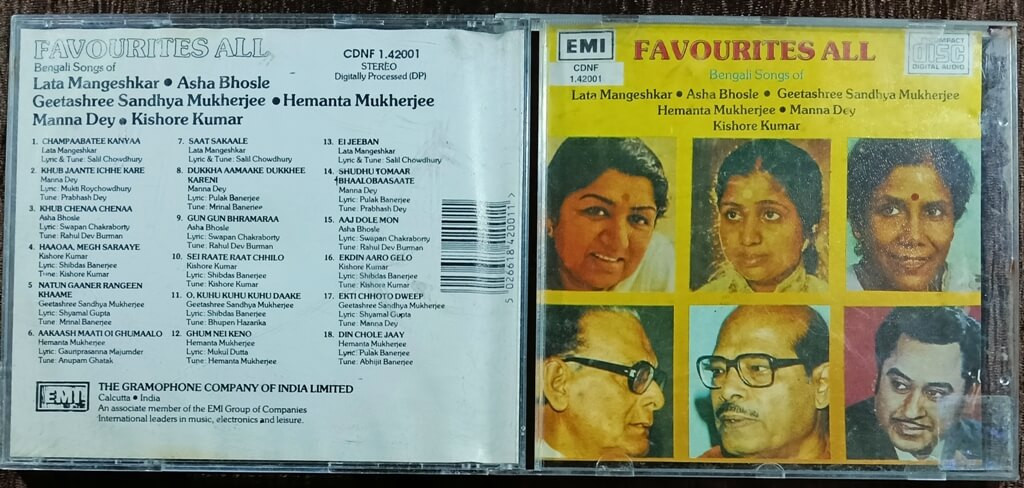 FAVOURITES ALL
Bengali Songs of
Lata Mangeshkar • Asha Bhosle
Geetashree Sandhya Mukherjee • Hemanta Mukherjee
Manna Dey • Kishore Kumar
CDNF 1.42001
STEREO
Digitally Processed (DP)
1. CHAMPAABATEE KANYAA
Lata Mangeshkar
Lyric & Tune: Salil Chowdhury
2. KHUB JAANTE ICHHE KARE
Manna Dey
Lyric: Mukti Roychowdhury
Tune: Prabhash Dey
3. KHUB CHENAA CHENAA
Asha Bhosle
Lyric: Swapan Chakraborty
Tune: Rahul Dev Burman
4. HAAOAA, MEGH SARAAYE
Kishore Kumar
Lyric: Shibdas Banerjee
Tune: Kishore Kumar
5 NATUN GAANER RANGEEN
KHAAME
Geetashree Sandhya Mukherjee
Lyric: Shyamal Gupta
Tune: Mrinal Banerjee
6. AAKAASH MAATI OI GHUMAALO
Hemanta Mukherjee
Lyric: Gauriprasanna Majumder
Tune: Anupam Ghatak
7. SAAT SAKAALE
Lata Mangeshkar
Lyric & Tune: Salil Chowdhury
8. DUKKHA AAMAAKE DUKKHEE
KARENI
Manna Dey
Lyric: Pulak Banerjee
Tune: Mrinal Banerjee
9. GUN GUN BHRAMARAA
Asha Bhosle
Lyric: Swapan Chakraborty
Tune: Rahul Dev Burman
10. SEI RAATE RAAT CHHILO
Kishore Kumar
Lyric: Shibdas Banerjee
Tune: Kishore Kumar
11. O, KUHU KUHU KUHU DAAKE
Geetashree Sandhya Mukherjee
Lyric: Shibdas Banerjee
Tune: Bhupen Hazarika
12. GHUM NEI KENO
Hemanta Mukherjee
Lyric: Mukul Dutta
Tune: Hemanta Mukherjee
13. EI JEEBAN
Lata Mangeshkar
Lyric & Tune: Salil Chowdhury
14. SHUDHU TOMAAR
BHAALOBAASAATE
Manna Dey
Lyric: Pulak Banerjee
Tune: Prabhash Dey
15. AAJ DOLE MON
Asha Bhosle
Lyric: Swapan Chakraborty
Tune: Rahul Dev Burman
16. EKDIN AARO GELO
Kishore Kumar
Lyric: Shibdas Banerjee
Tune: Kishore Kumar
17. EKTI CHHOTO DWEEP
Geetashree Sandhya Mukherjee
Lyric: Shyamal Gupta
Tune: Manna Dey
18. DIN CHOLE JAAY
Hemanta Mukherjee
Lyric: Pulak Banerjee
Tune: Abhijit Banerjee
5 026618 420011 >
EMI
THE GRAMOPHONE COMPANY OF INDIA LIMITED
Calcutta • India
An associate member of the EMI Group of Companies
International leaders in music, electronics and leisure.
EMI
CDNF
1.42001
FAVOURITES ALL
COMPACT
DISC
DIGITAL AUDIO
Bengali Songs of
Lata Mangeshkar • Asha Bhosle • Geetashree Sandhya Mukherjee
Hemanta Mukherjee • Manna Dey
Kishore Kumar